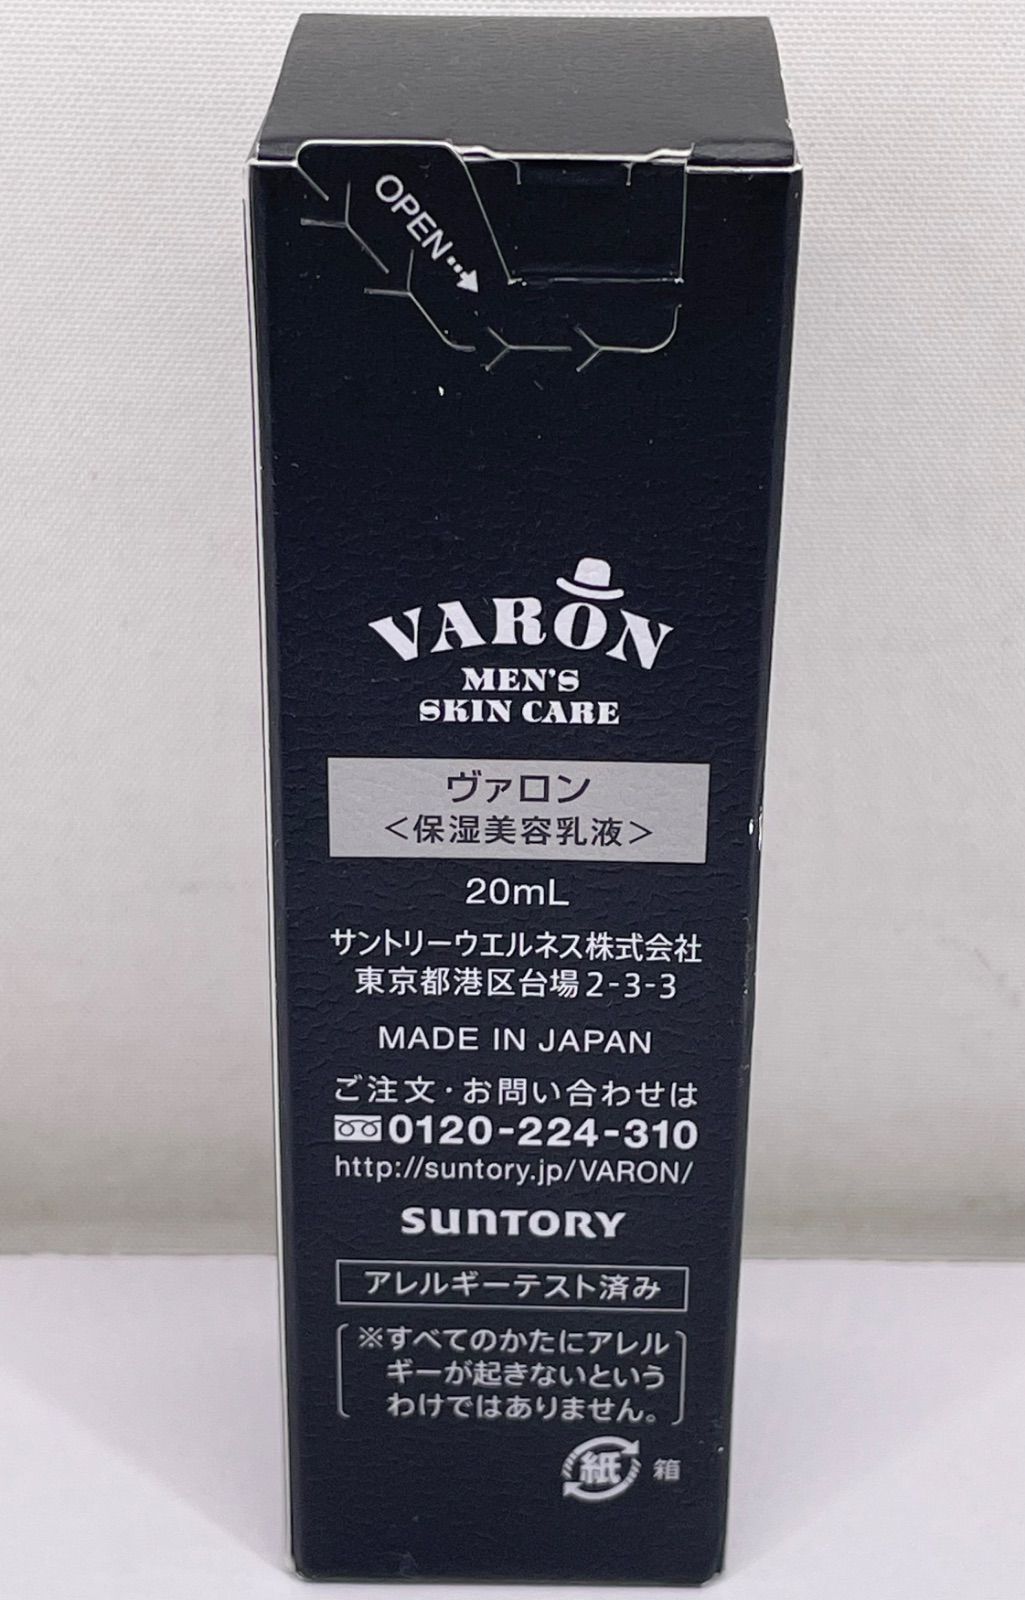 OPEN
VARON
MEN'S
SKIN CARE
ヴァロン
＜保湿美容乳液＞
20mL
サントリーウエルネス株式会社
東京都港区台場2-3-3
MADE IN JAPAN
ご注文・お問い合わせは
0120-224-310
http://suntory.jp/VARON/
SUNTORY
アレルギーテスト済み
※すべてのかたにアレル
ギーが起きないという
わけではありません。
紙 箱